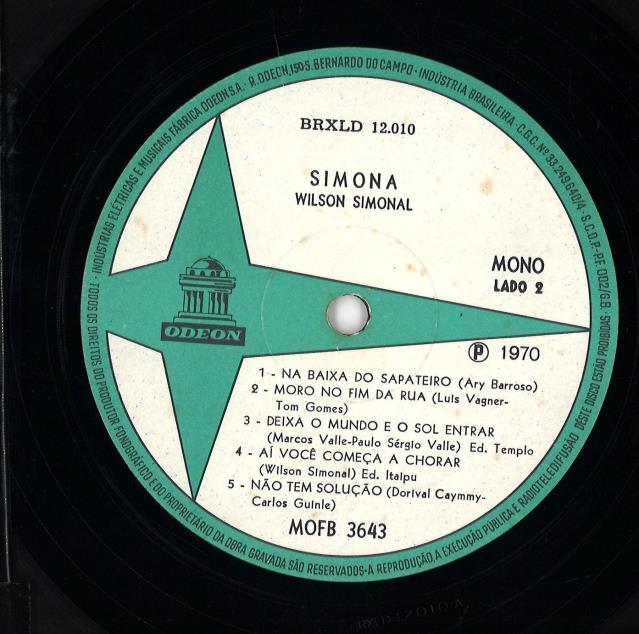 BRXLD 12.010
SIMONA
WILSON SIMONAL
MONO
LADO 2
ODEON
Ⓟ 1970
1 - NA BAIXA DO SAPATEIRO (Ary Barroso)
2 - MORO NO FIM DA RUA (Luis Vagner-
Tom Gomes)
3 - DEIXA O MUNDO E O SOL ENTRAR
(Marcos Valle-Paulo Sérgio Valle) Ed. Templo
4 - AÍ VOCÊ COMEÇA A CHORAR
(Wilson Simonal) Ed. Itaipu
5 - NÃO TEM SOLUÇÃO (Dorival Caymmy-
Carlos Guinle)
MOFB 3643
INDÚSTRIAS ELÉTRICAS E MUSICAIS FÁBRICA ODEON S.A. - R. ODEON, 150 S. BERNARDO DO CAMPO - INDÚSTRIA BRASILEIRA - C.G.C. Nº 33.249.640/4 - S.C.D.P.-P.F. 002/68
TODOS OS DIREITOS DO PRODUTOR FONOGRÁFICO E DO PROPRIETÁRIO DA OBRA GRAVADA SÃO RESERVADOS - A REPRODUÇÃO, A EXECUÇÃO PÚBLICA E RADIOTELEDIFUSÃO DÊSTE DISCO ESTÃO PROIBIDAS